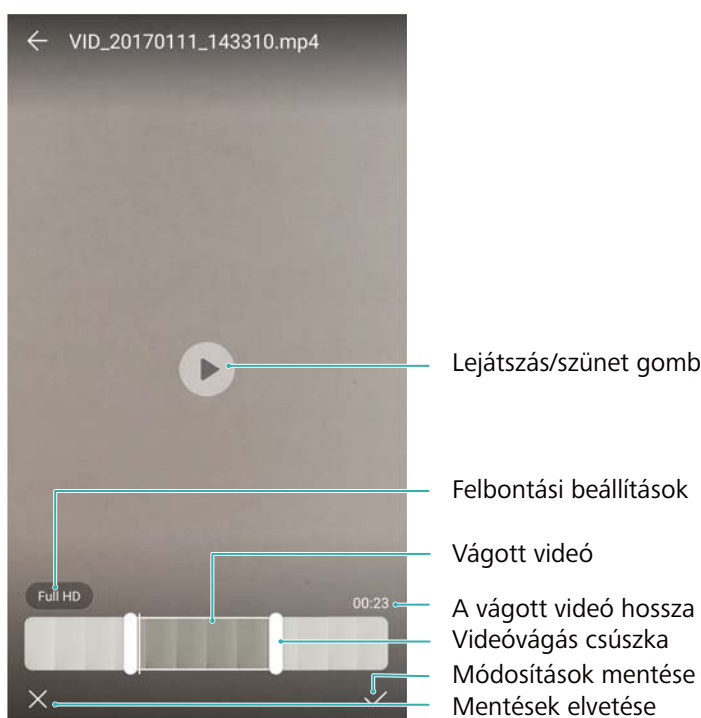 VID_20170111_143310.mp4
Lejátszás/szünet gomb
Felbontási beállítások
Vágott videó
Full HD
00:23
A vágott videó hossza
Videóvágás csúszka
Módosítások mentése
Mentések elvetése